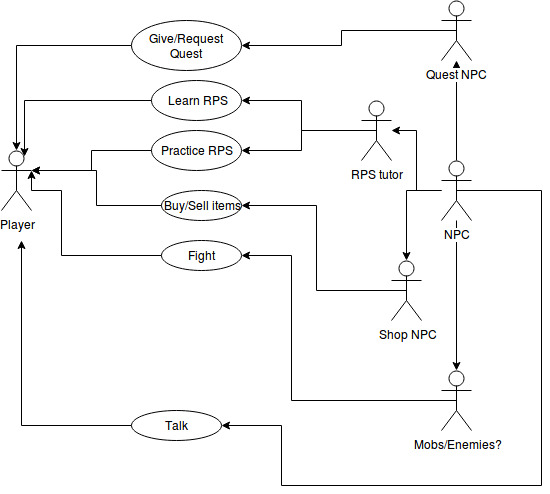 Give/Request
Quest
Quest NPC
Learn RPS
Practice RPS
RPS tutor
Buy/Sell items
Player
NPC
Fight
Shop NPC
Talk
Mobs/Enemies?